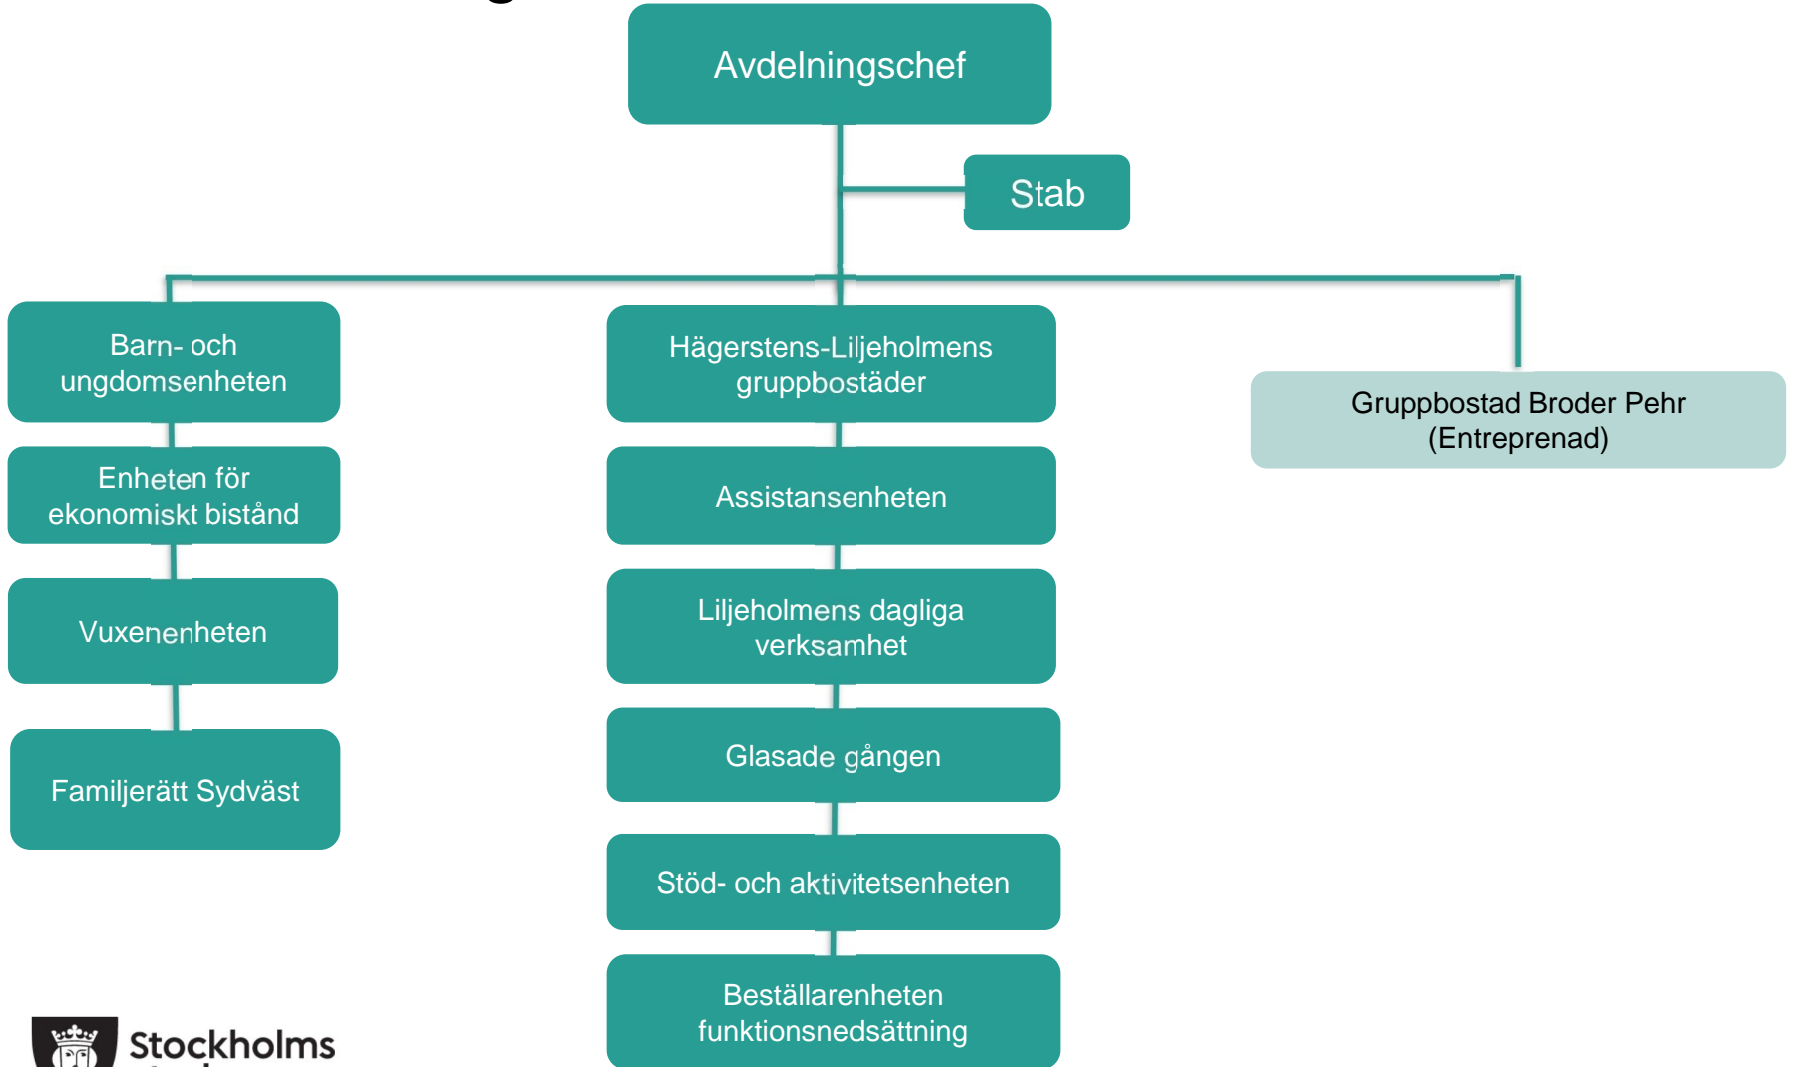 Avdelningschef
Stab
Barn- och
ungdomsenheten
Enheten för
ekonomiskt bistånd
Vuxenenheten
Familjerätt Sydväst
Hägerstens-Liljeholmens
gruppbostäder
Assistansenheten
Liljeholmens dagliga
verksamhet
Glasade gången
Stöd- och aktivitetsenheten
Beställarenheten
funktionsnedsättning
Gruppbostad Broder Pehr
(Entreprenad)
Stockholms